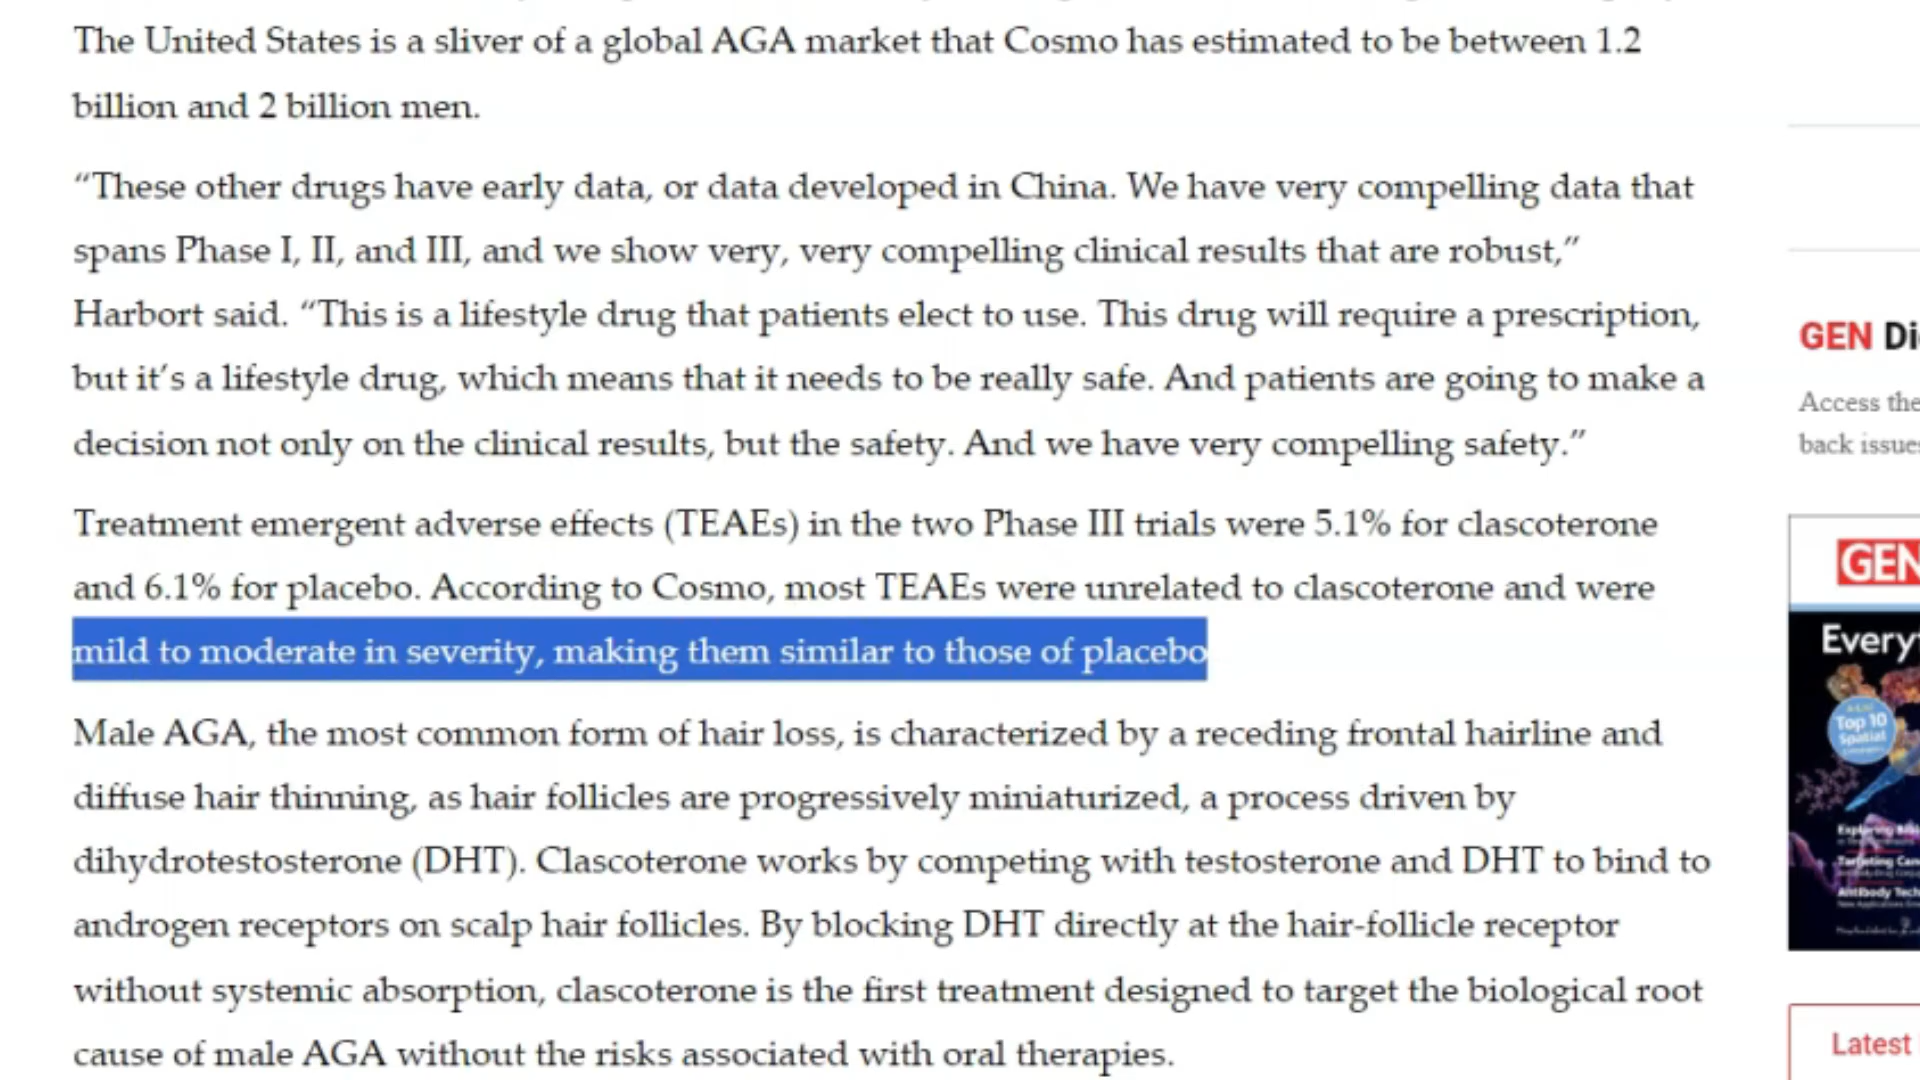 The United States is a sliver of a global AGA market that Cosmo has estimated to be between 1.2
billion and 2 billion men.
“These other drugs have early data, or data developed in China. We have very compelling data that
spans Phase I, II, and III, and we show very, very compelling clinical results that are robust,”
Harbort said. “This is a lifestyle drug that patients elect to use. This drug will require a prescription,
but it’s a lifestyle drug, which means that it needs to be really safe. And patients are going to make a
decision not only on the clinical results, but the safety. And we have very compelling safety.”
Treatment emergent adverse effects (TEAEs) in the two Phase III trials were 5.1% for clascoterone
and 6.1% for placebo. According to Cosmo, most TEAEs were unrelated to clascoterone and were
mild to moderate in severity, making them similar to those of placebo
Male AGA, the most common form of hair loss, is characterized by a receding frontal hairline and
diffuse hair thinning, as hair follicles are progressively miniaturized, a process driven by
dihydrotestosterone (DHT). Clascoterone works by competing with testosterone and DHT to bind to
androgen receptors on scalp hair follicles. By blocking DHT directly at the hair-follicle receptor
without systemic absorption, clascoterone is the first treatment designed to target the biological root
cause of male AGA without the risks associated with oral therapies.
GEN Di
Access the
back issues
GEN
Every
Top 10
Spatial
Exploring
Targeting Can
Antibody Tech
Latest